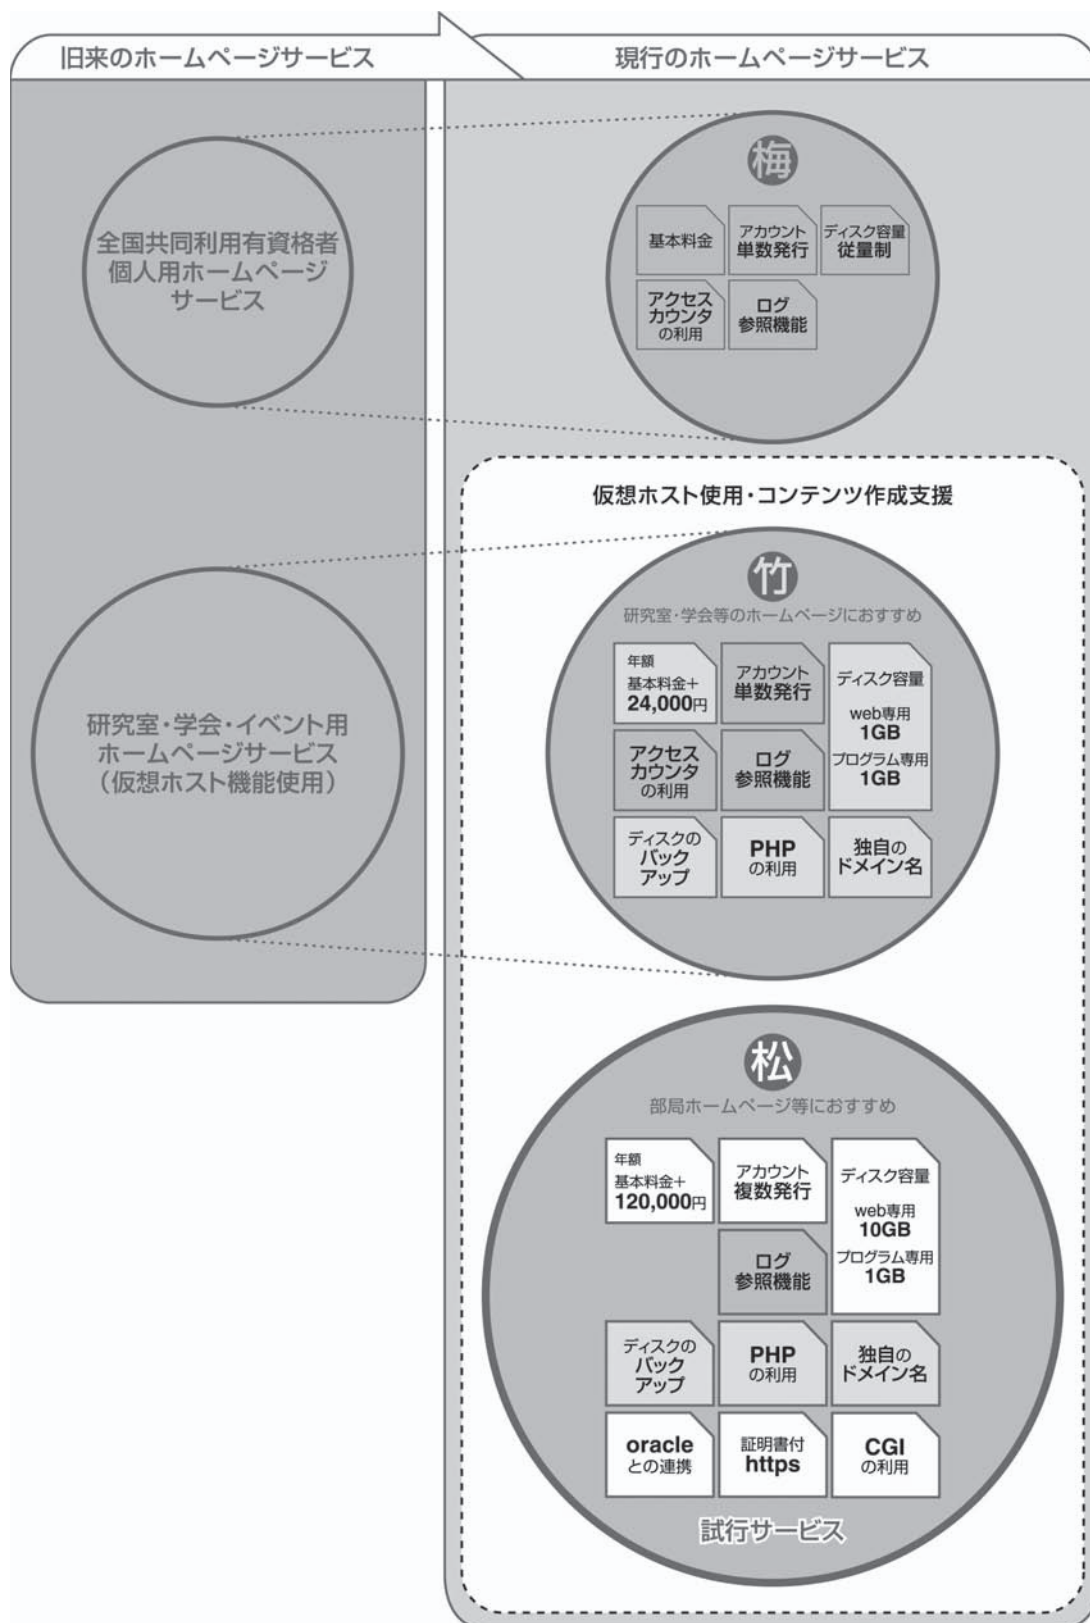 旧来のホームページサービス
現行のホームページサービス
全国共同利用有資格者
個人用ホームページ
サービス
梅
基本料金
アカウント
単数発行
ディスク容量
従量制
アクセス
カウンタ
の利用
ログ
参照機能
仮想ホスト使用・コンテンツ作成支援
研究室・学会・イベント用
ホームページサービス
（仮想ホスト機能使用）
竹
研究室・学会等のホームページにおすすめ
年額
基本料金＋
24,000円
アカウント
単数発行
ディスク容量
web専用
1GB
プログラム専用
1GB
アクセス
カウンタ
の利用
ログ
参照機能
ディスクの
バック
アップ
PHP
の利用
独自の
ドメイン名
松
部局ホームページ等におすすめ
年額
基本料金＋
120,000円
アカウント
複数発行
ディスク容量
web専用
10GB
プログラム専用
1GB
ログ
参照機能
ディスクの
バック
アップ
PHP
の利用
独自の
ドメイン名
oracle
との連携
証明書付
https
CGI
の利用
試行サービス